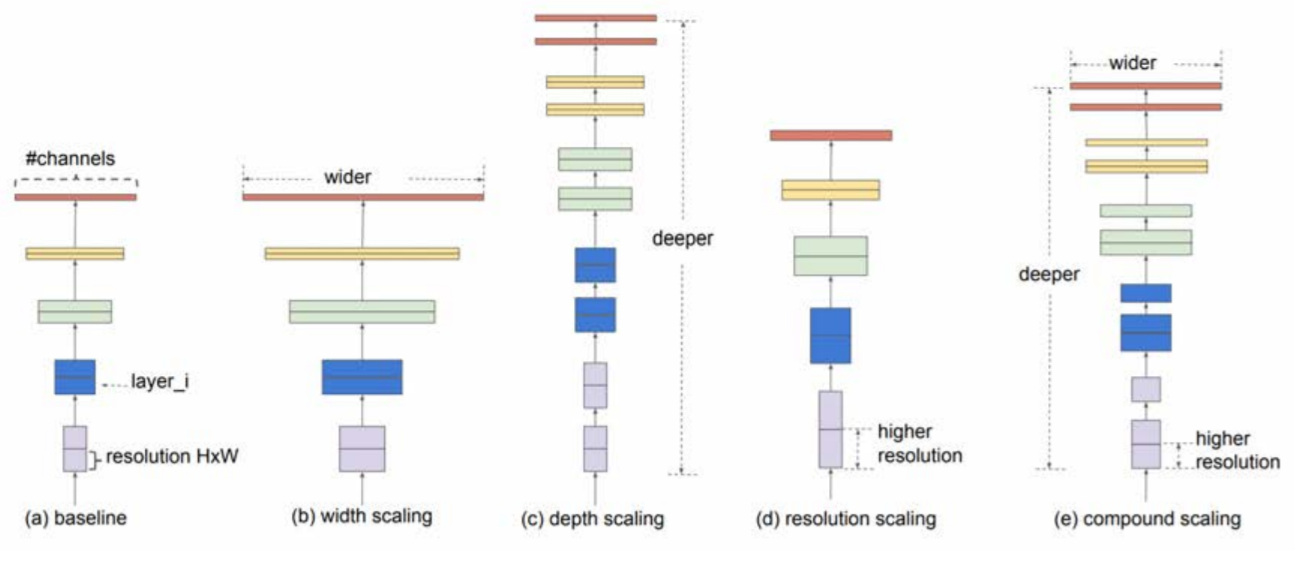 #channels
layer_i
resolution HxW
(a) baseline
wider
(b) width scaling
deeper
(c) depth scaling
higher
resolution
(d) resolution scaling
wider
deeper
higher
resolution
(e) compound scaling